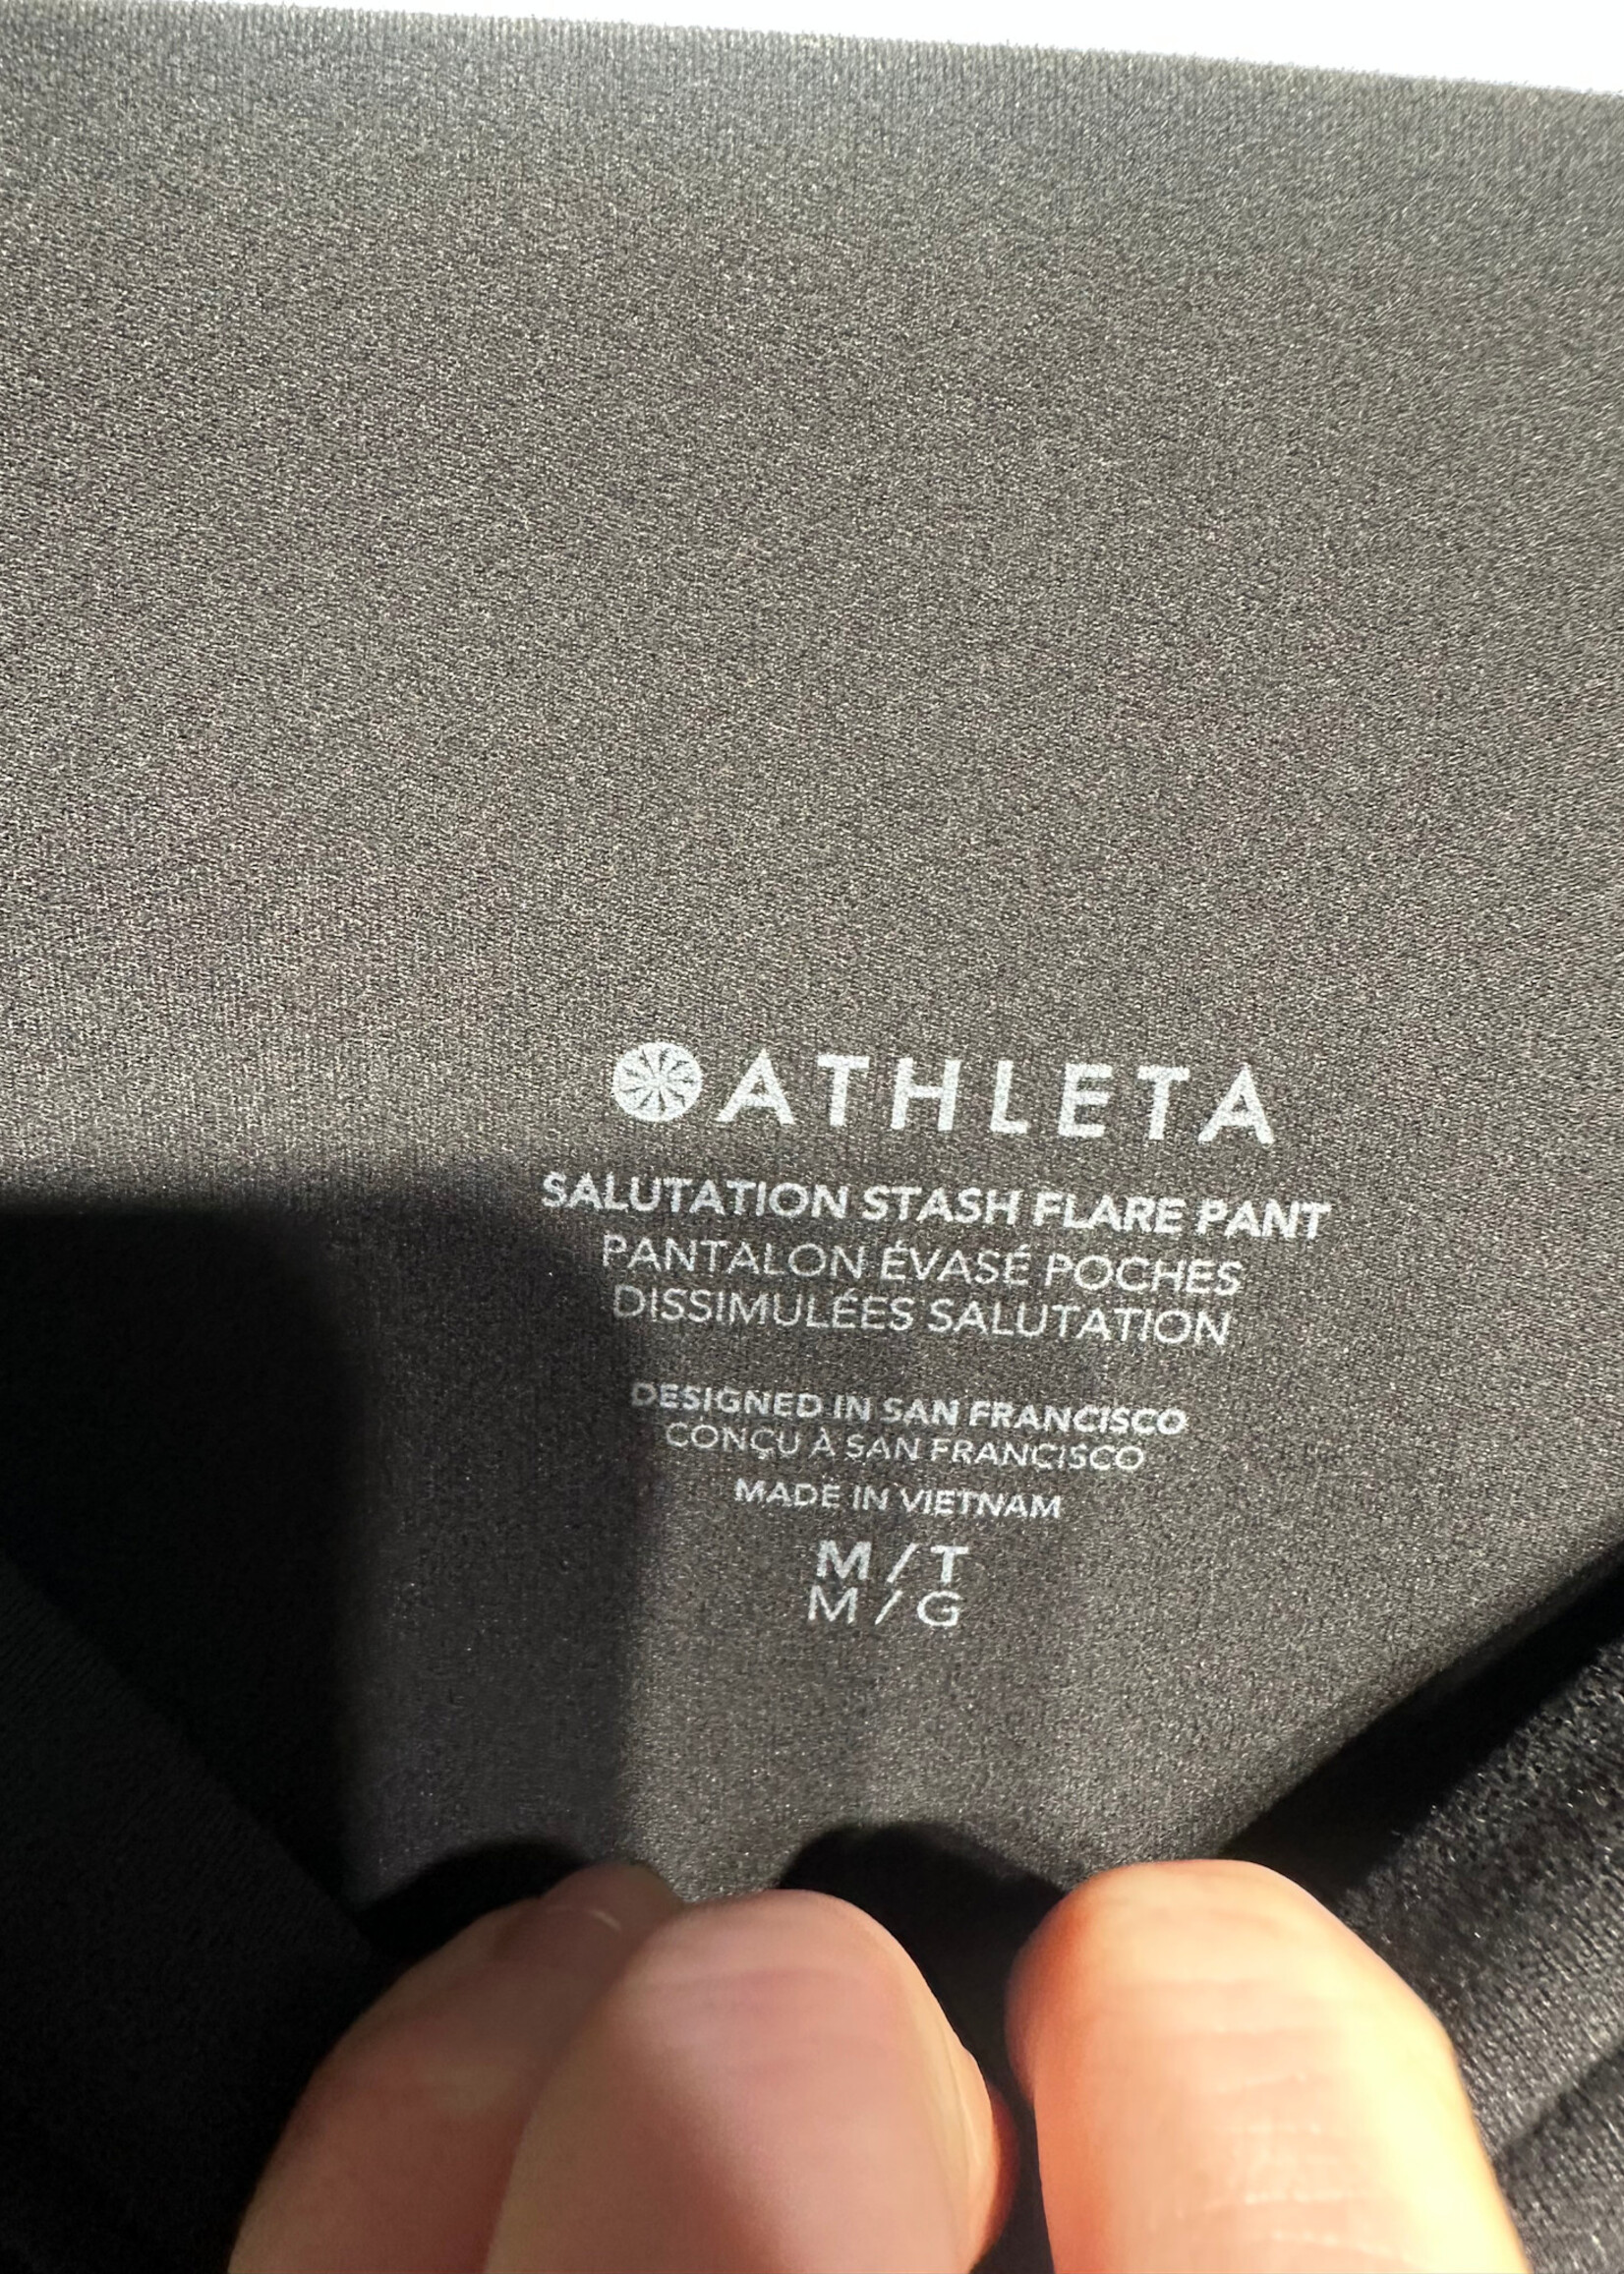 ATHLETA
SALUTATION STASH FLARE PANT
PANTALON ÉVASÉ POCHES
DISSIMULÉES SALUTATION
DESIGNED IN SAN FRANCISCO
CONÇU À SAN FRANCISCO
MADE IN VIETNAM
M/T
M/G